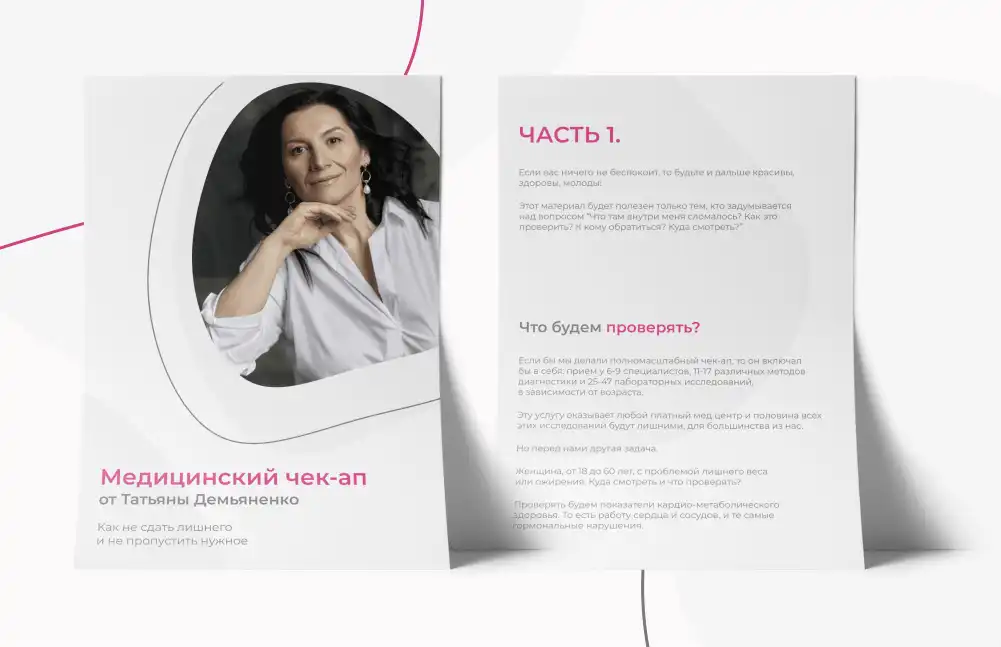 Медицинский чек-ап
от Татьяны Демьяненко
Как не сдать лишнего
и не пропустить нужное
ЧАСТЬ 1.
Если вас ничего не беспокоит, то будьте и дальше красивы,
здоровы, молоды!
Этот материал будет полезен только тем, кто задумывается
над вопросом "Что там внутри меня сломалось? Как это
проверить? К кому обратиться? Куда смотреть?"
Что будем проверять?
Если бы мы делали полномасштабный чек-ап, то он включал
бы в себя: прием у 6-9 специалистов, 11-17 различных методов
диагностики и 25-47 лабораторных исследований,
в зависимости от возраста.
Эту услугу оказывает любой платный мед центр и половина всех
этих исследований будут лишними, для большинства из нас.
Но перед нами другая задача.
Женщина, от 18 до 60 лет, с проблемой лишнего веса
или ожирения. Куда смотреть и что проверять?
Проверять будем показатели кардио-метаболического
здоровья. То есть работу сердца и сосудов, и те самые
гормональные нарушения.